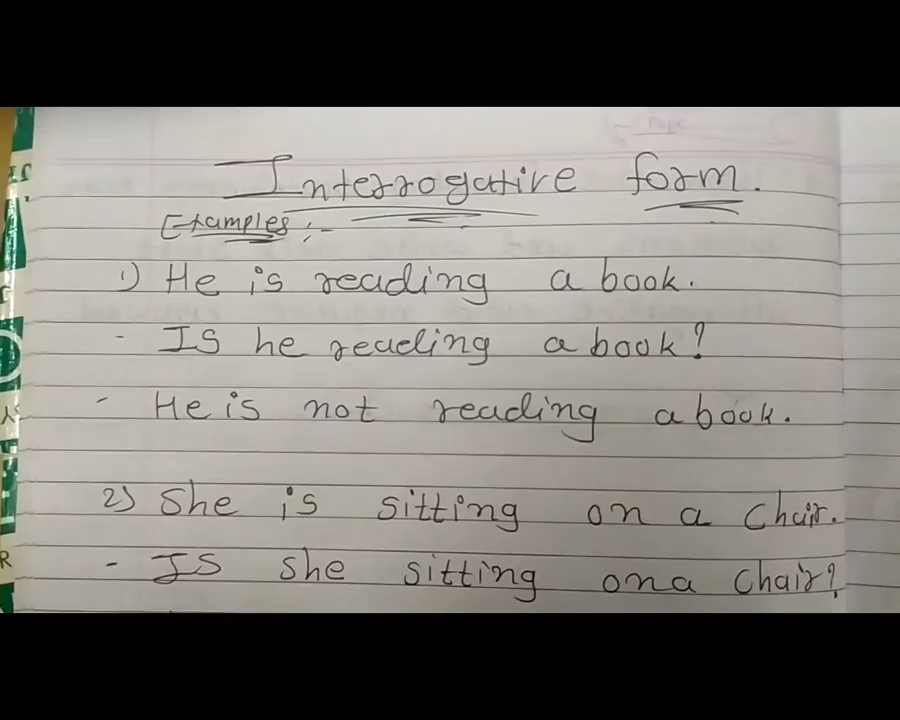 Interrogative form.
Examples :-
1) He is reading a book.
- Is he reading a book?
- He is not reading a book.
2) She is sitting on a chair.
- Is she sitting on a chair?